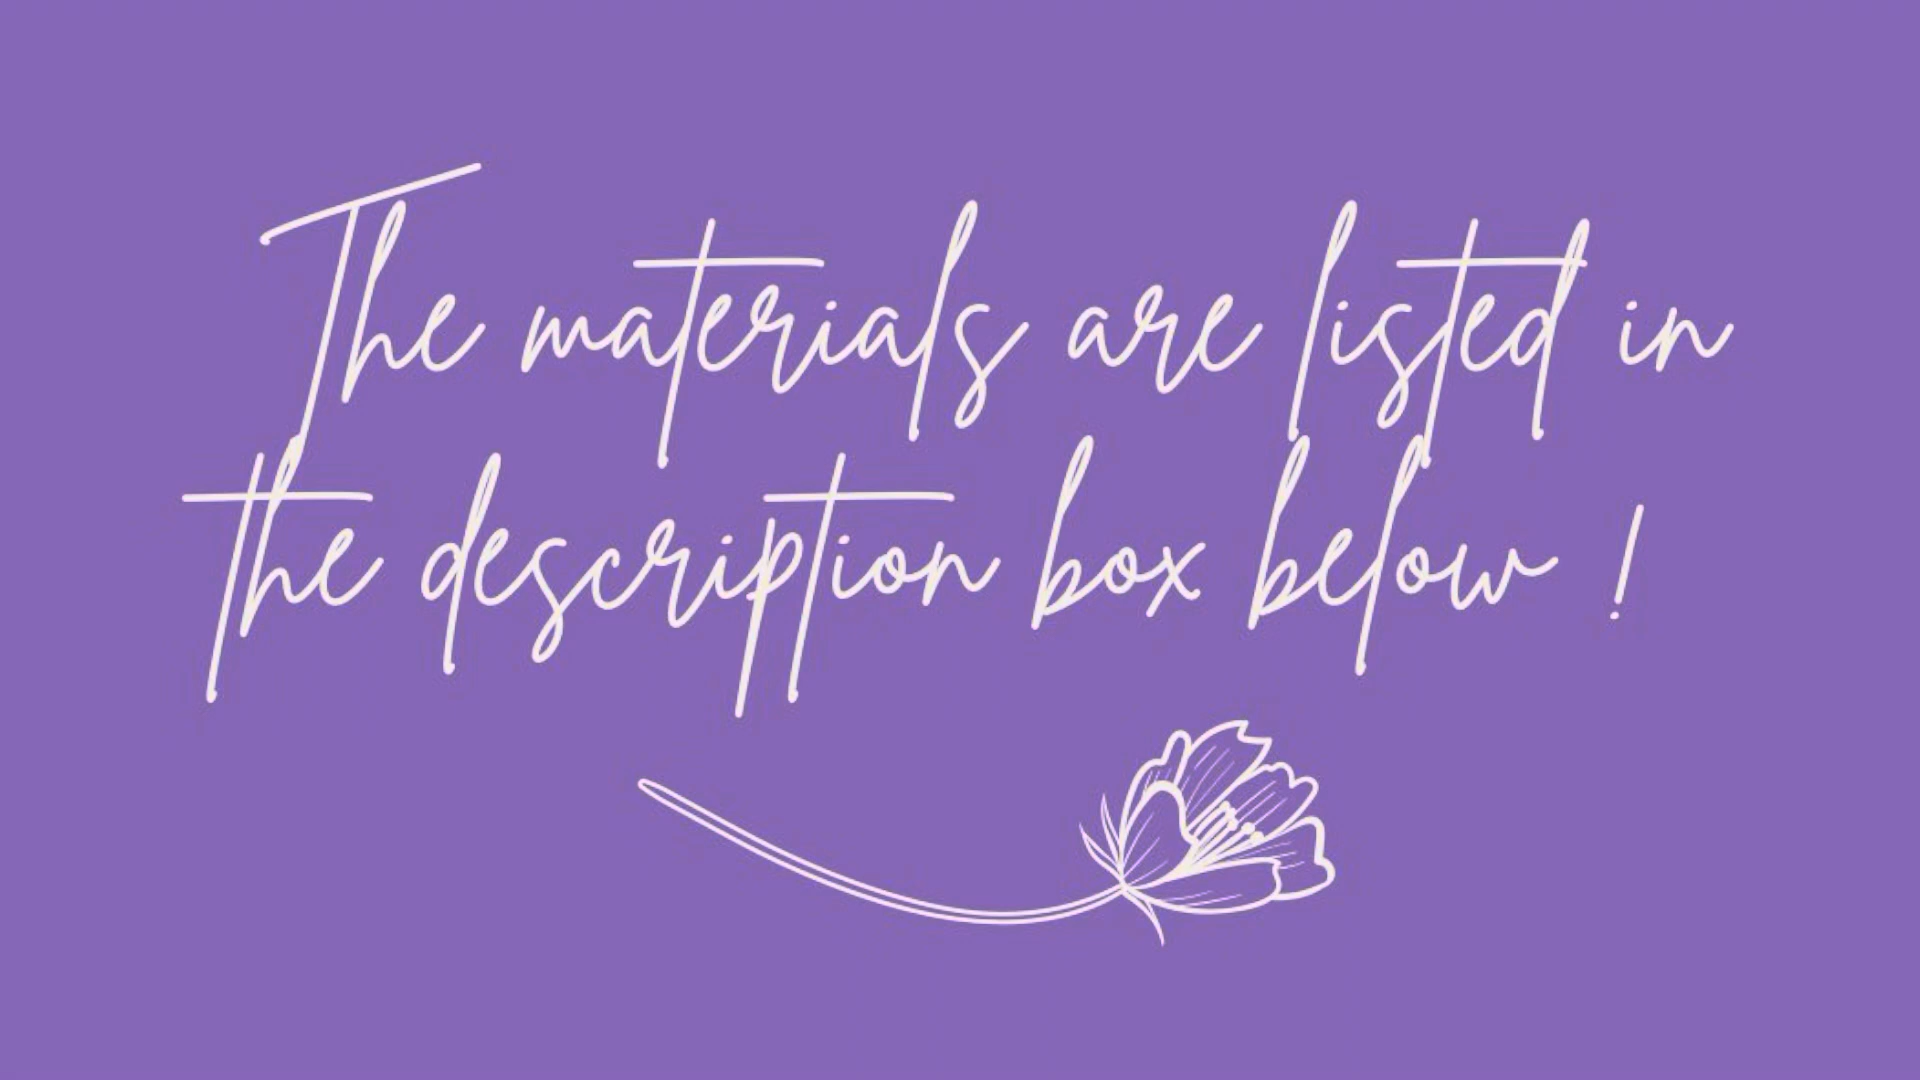 The materials are listed in
the description box below !